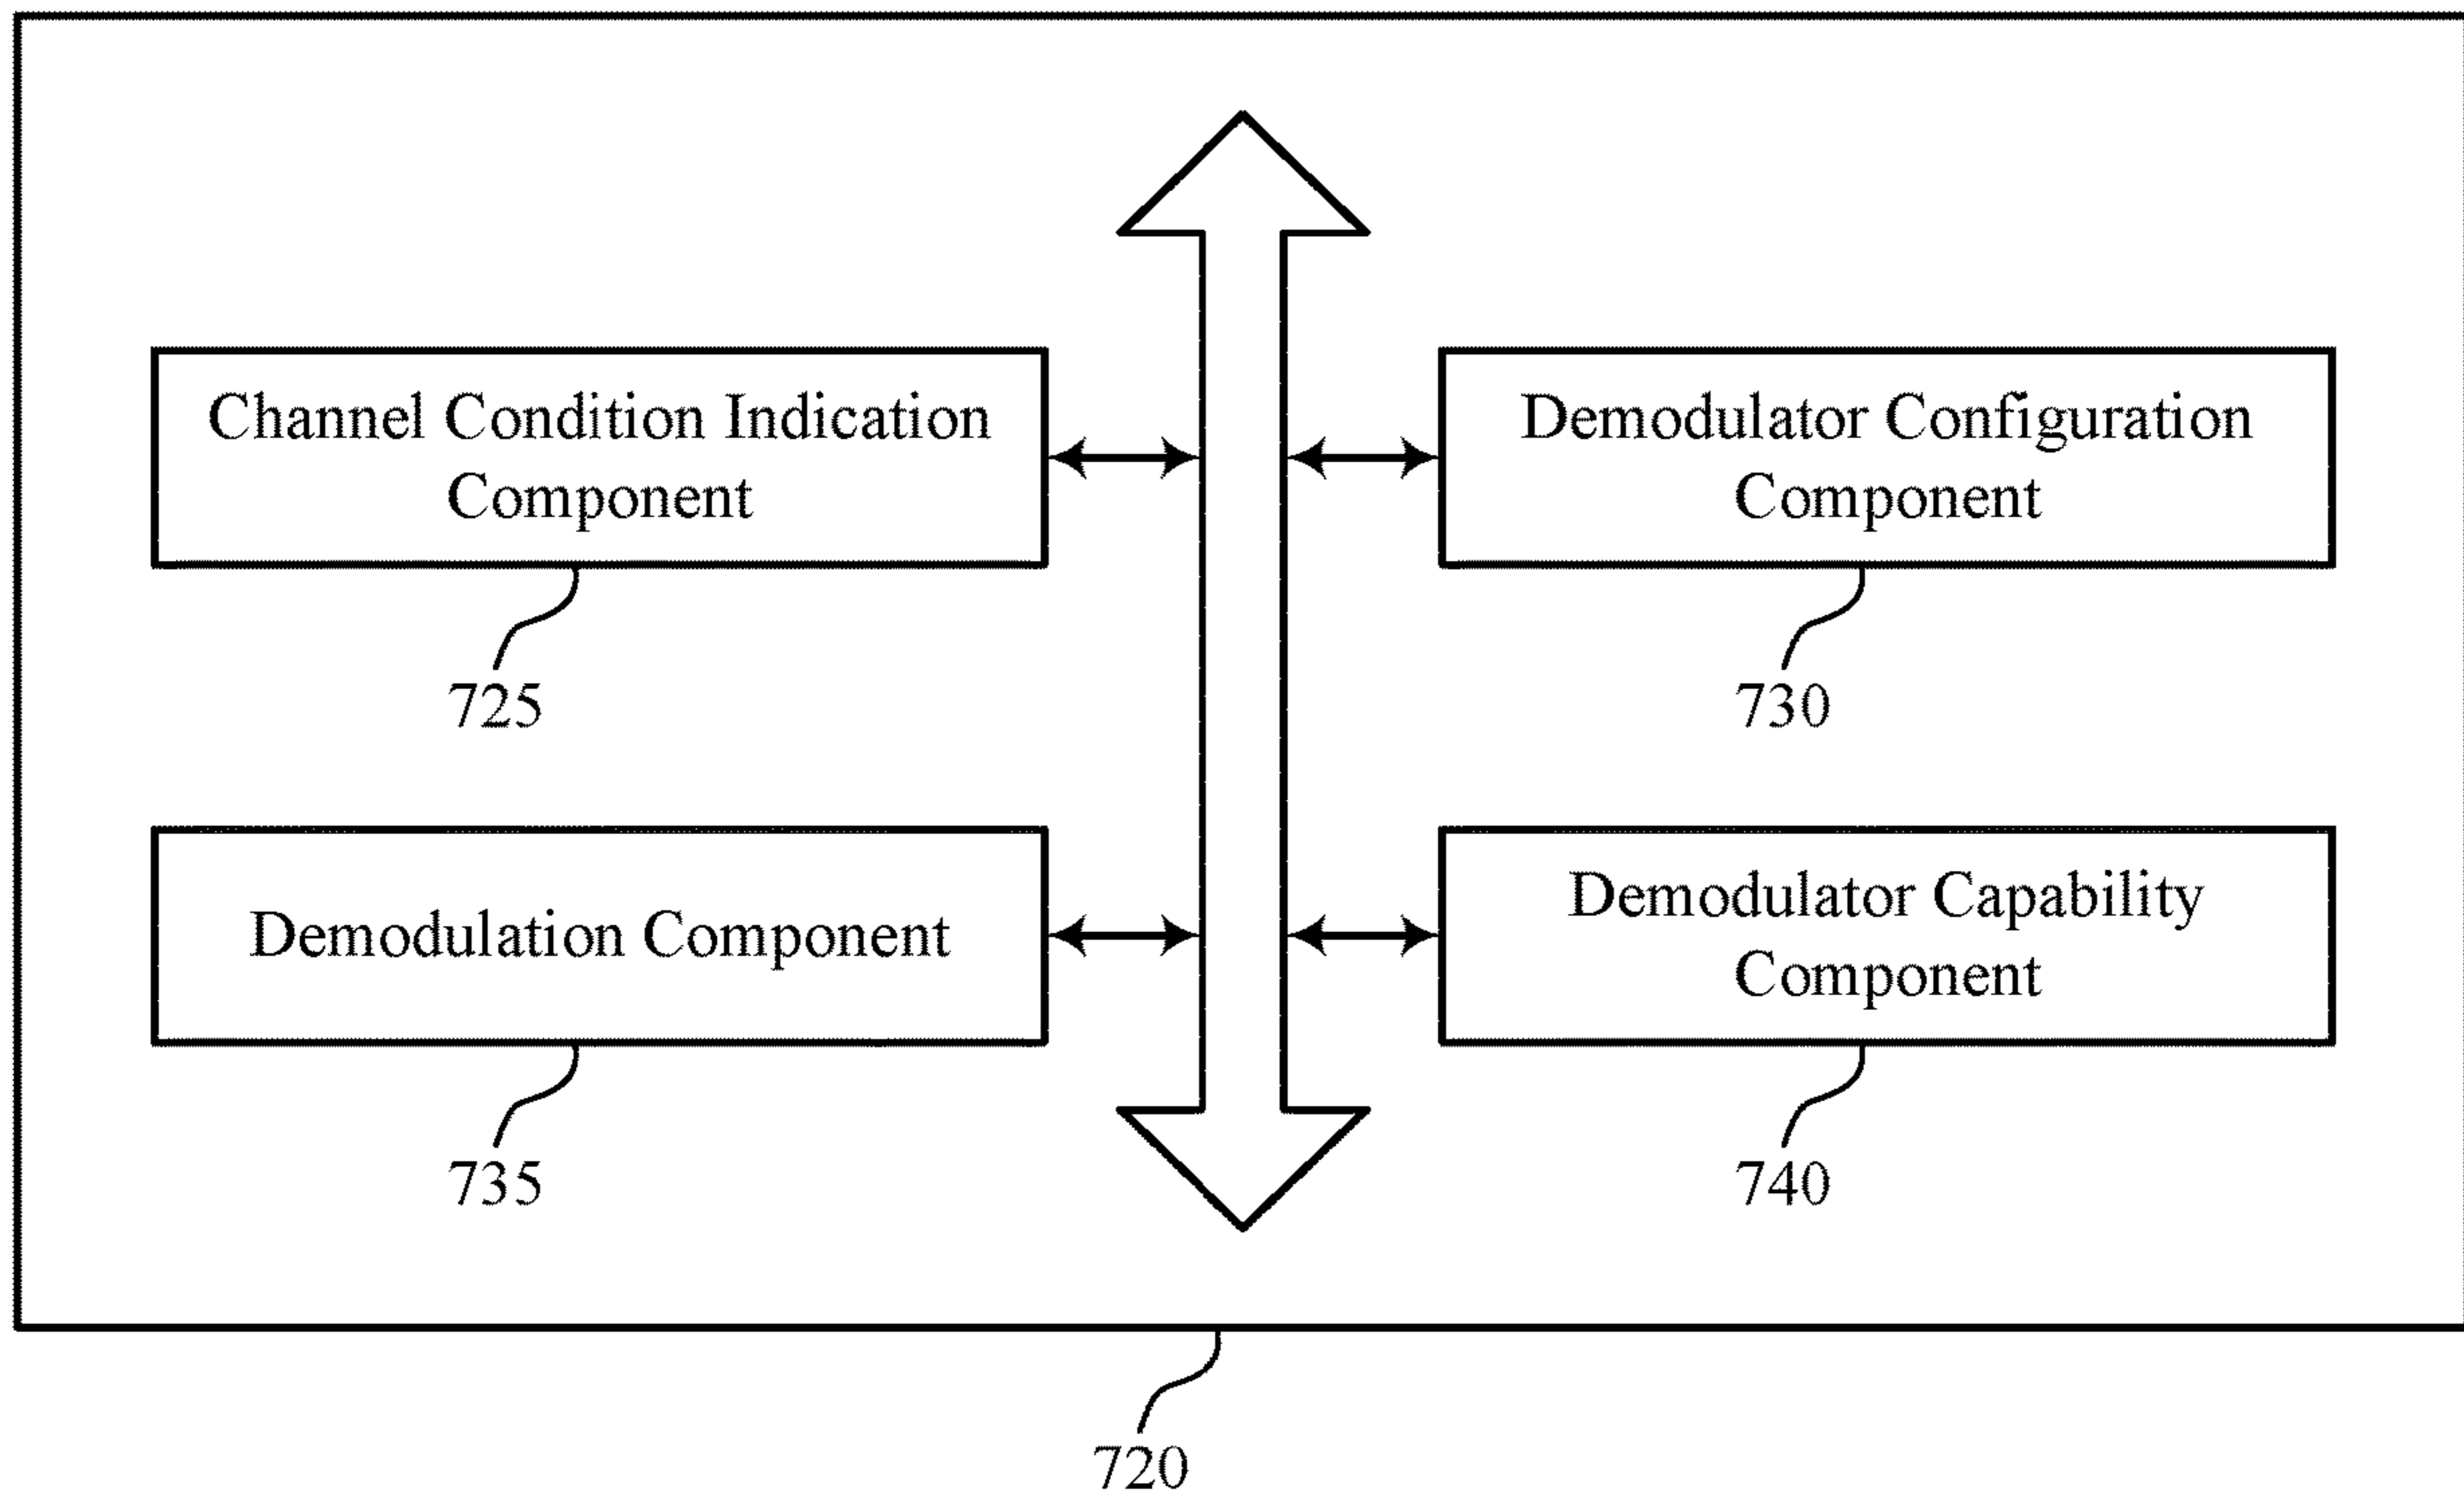 Channel Condition Indication
Component
725
Demodulator Configuration
Component
730
Demodulation Component
735
Demodulator Capability
Component
740
720